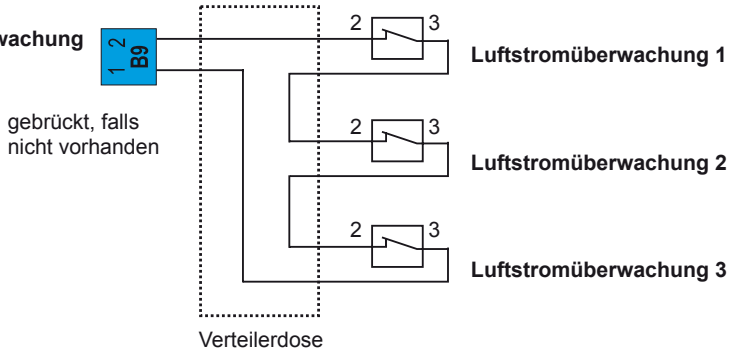 wachung
1 2
B9
gebrückt, falls
nicht vorhanden
2 3
Luftstromüberwachung 1
2 3
Luftstromüberwachung 2
2 3
Luftstromüberwachung 3
Verteilerdose